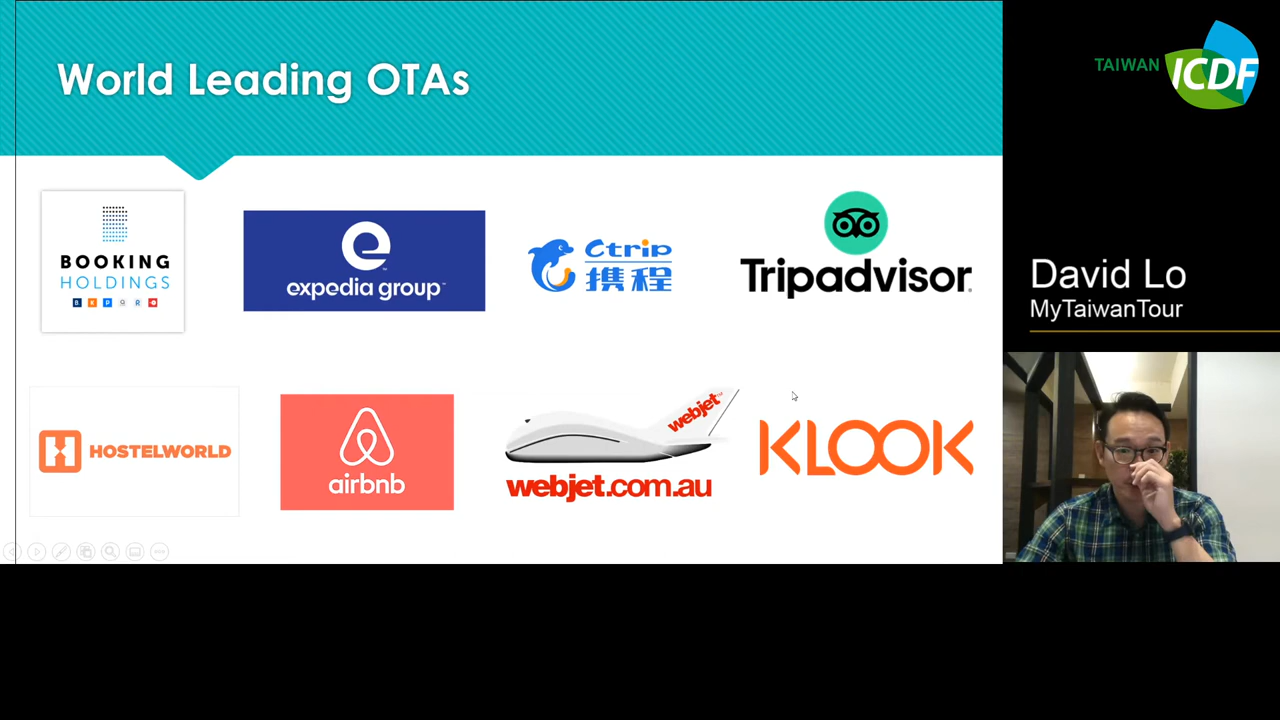 World Leading OTAs
BOOKING
HOLDINGS
e
expedia group™
Ctrip
携程
Tripadvisor®
H HOSTELWORLD
airbnb
webjet
webjet.com.au
KLOOK
TAIWAN ICDF
David Lo
MyTaiwanTour